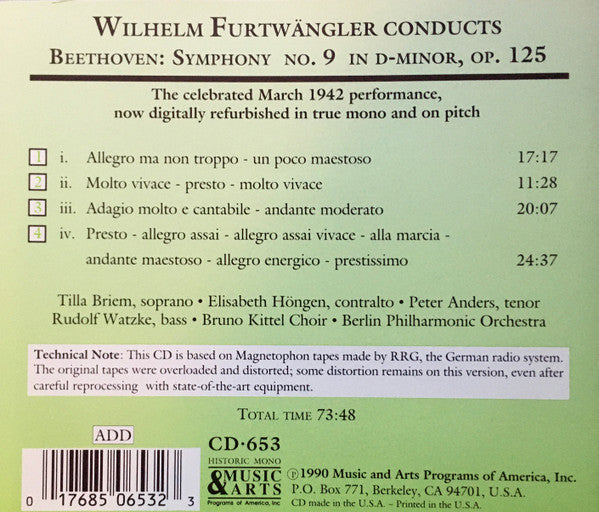 WILHELM FURTWÄNGLER CONDUCTS
BEETHOVEN: SYMPHONY NO. 9 IN D-MINOR, OP. 125
The celebrated March 1942 performance,
now digitally refurbished in true mono and on pitch
1 i. Allegro ma non troppo - un poco maestoso 17:17
2 ii. Molto vivace - presto - molto vivace 11:28
3 iii. Adagio molto e cantabile - andante moderato 20:07
4 iv. Presto - allegro assai - allegro assai vivace - alla marcia -
andante maestoso - allegro energico - prestissimo 24:37
Tilla Briem, soprano • Elisabeth Höngen, contralto • Peter Anders, tenor
Rudolf Watzke, bass • Bruno Kittel Choir • Berlin Philharmonic Orchestra
Technical Note: This CD is based on Magnetophon tapes made by RRG, the German radio system.
The original tapes were overloaded and distorted; some distortion remains on this version, even after
careful reprocessing with state-of-the-art equipment.
TOTAL TIME 73:48
ADD
0 17685 06532 3
CD·653
HISTORIC MONO
MUSIC
& ARTS
Programs of America, Inc.
Ⓟ1990 Music and Arts Programs of America, Inc.
P.O. Box 771, Berkeley, CA 94701, U.S.A.
CD made in the U.S.A. – Printed in the U.S.A.